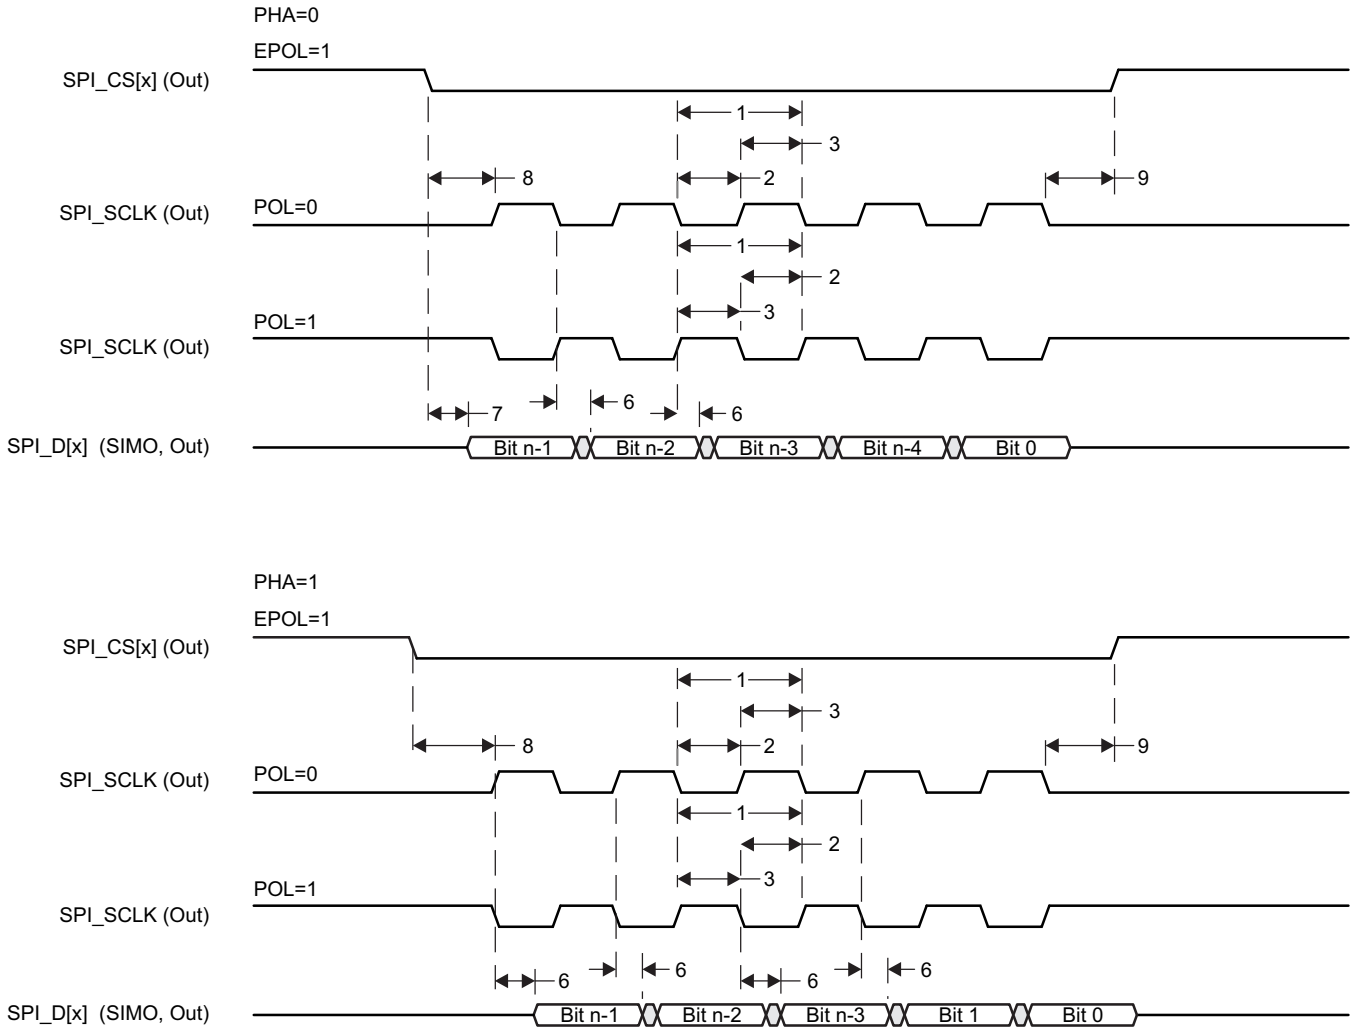 PHA=0
EPOL=1
SPI_CS[x] (Out)
1
3
8
2
9
SPI_SCLK (Out)
POL=0
1
2
3
POL=1
SPI_SCLK (Out)
7
6
6
SPI_D[x] (SIMO, Out)
Bit n-1
Bit n-2
Bit n-3
Bit n-4
Bit 0
PHA=1
EPOL=1
SPI_CS[x] (Out)
1
3
8
2
9
SPI_SCLK (Out)
POL=0
1
2
3
POL=1
SPI_SCLK (Out)
6
6
6
6
SPI_D[x] (SIMO, Out)
Bit n-1
Bit n-2
Bit n-3
Bit 1
Bit 0